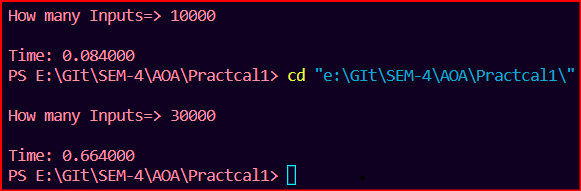 How many Inputs=> 10000
Time: 0.084000
PS E:\GIt\SEM-4\AOA\Practcal1> cd "e:\GIt\SEM-4\AOA\Practcal1\"
How many Inputs=> 30000
Time: 0.664000
PS E:\GIt\SEM-4\AOA\Practcal1>